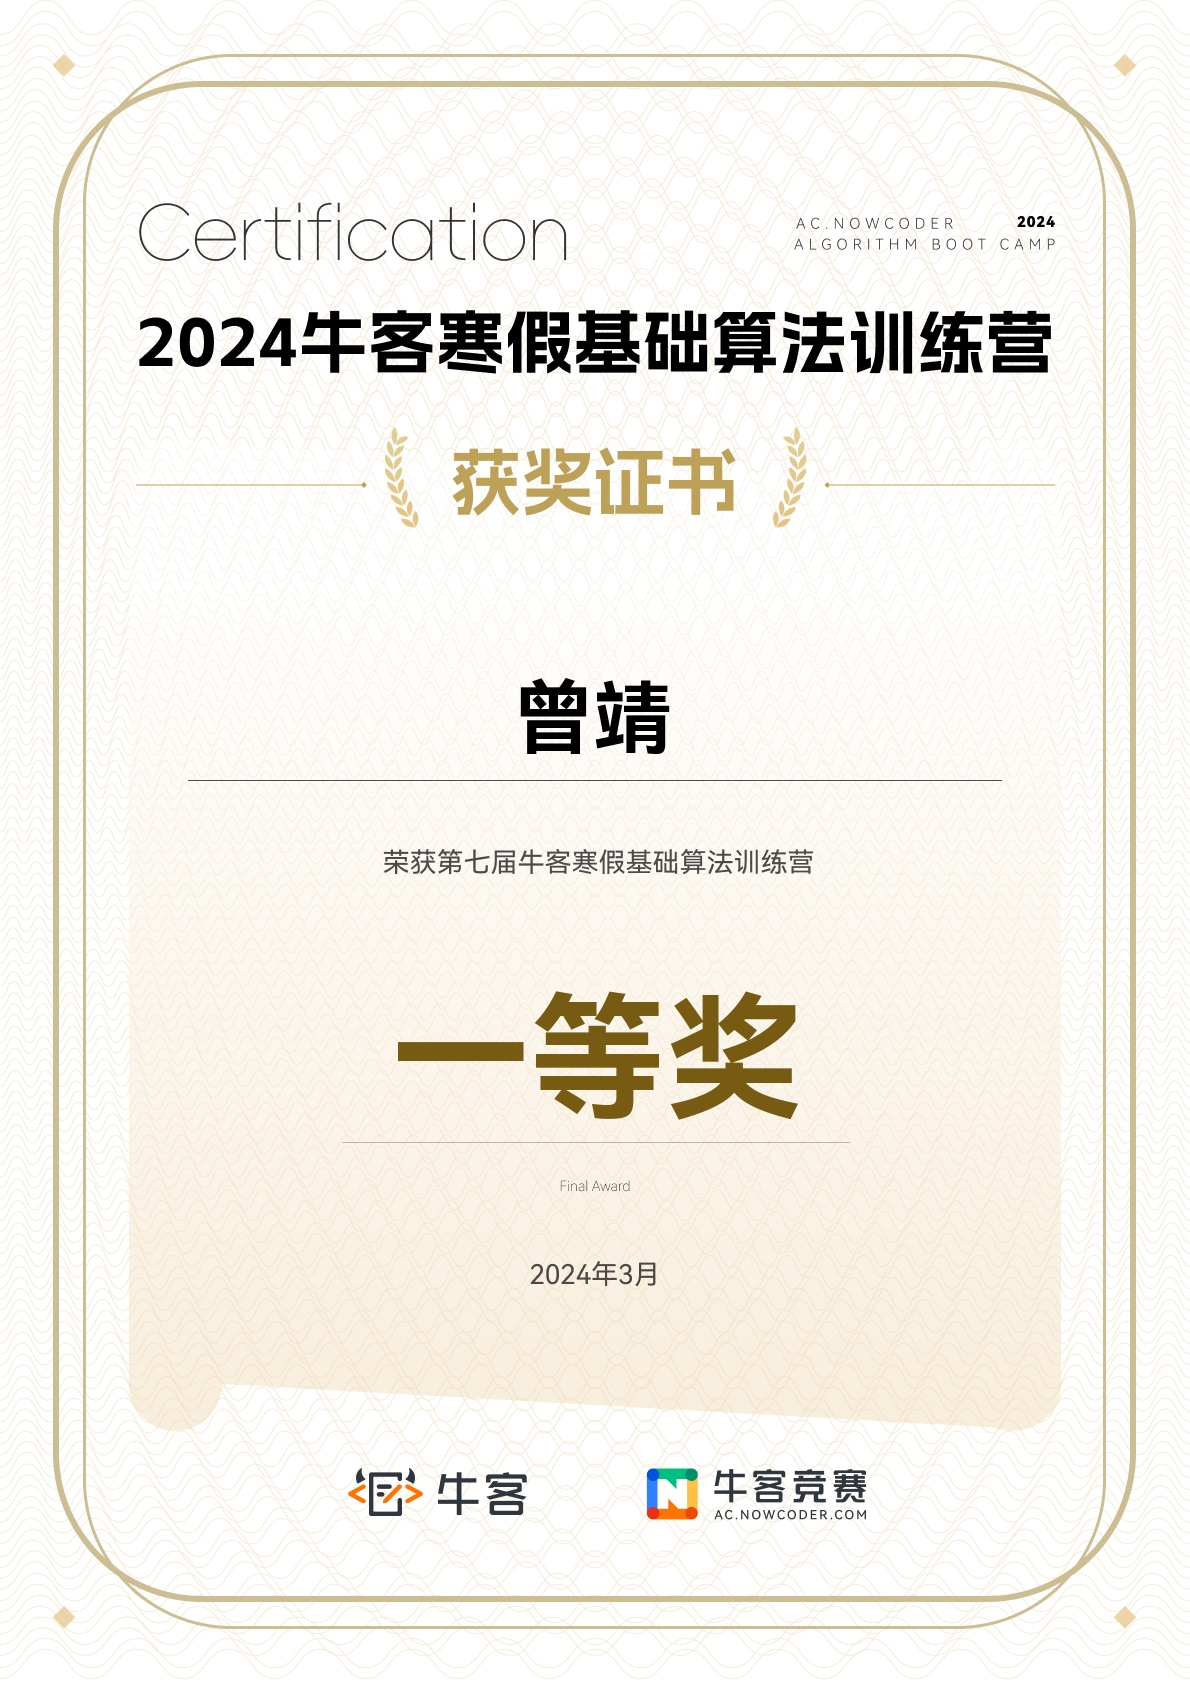 Certification
AC.NOWCODER 2024
ALGORITHM BOOT CAMP
2024牛客寒假基础算法训练营
获奖证书
曾靖
荣获第七届牛客寒假基础算法训练营
一等奖
Final Award
2024年3月
牛客
牛客竞赛
AC.NOWCODER.COM